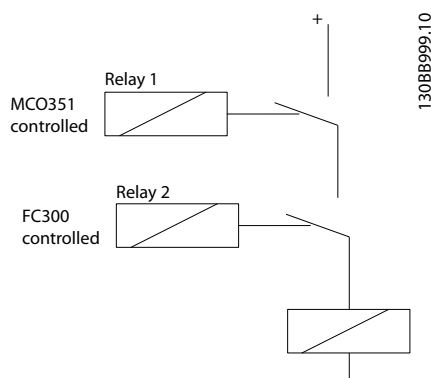 +
130BB999.10
Relay 1
MCO351
controlled
Relay 2
FC300
controlled